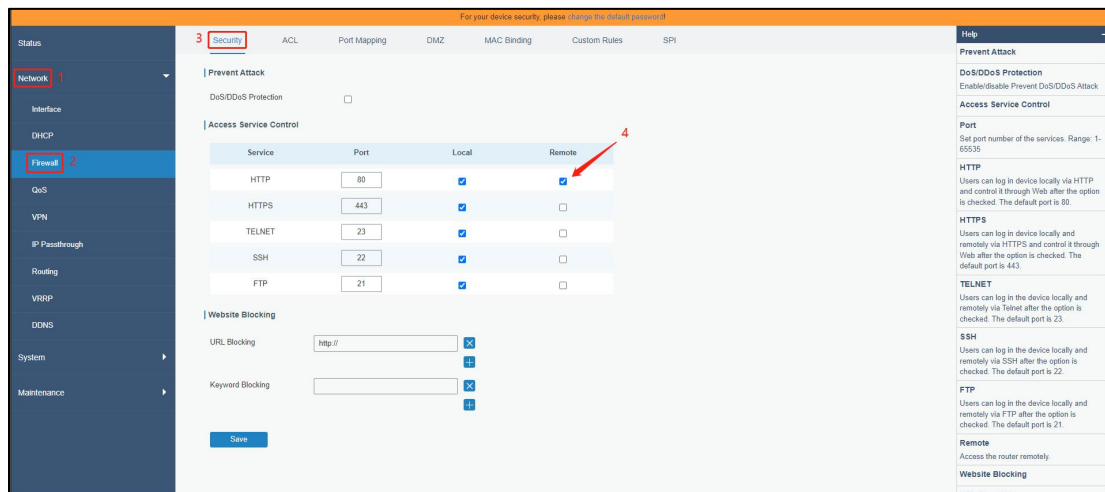 For your device security, please change the default password!
Status
Network 1
Interface
DHCP
Firewall 2
QoS
VPN
IP Passthrough
Routing
VRRP
DDNS
System
Maintenance
3 Security ACL Port Mapping DMZ MAC Binding Custom Rules SPI
Prevent Attack
DoS/DDoS Protection
Access Service Control
4
Service Port Local Remote
HTTP 80
HTTPS 443
TELNET 23
SSH 22
FTP 21
Website Blocking
URL Blocking http://
Keyword Blocking
Save
Help
Prevent Attack
DoS/DDoS Protection
Enable/disable Prevent DoS/DDoS Attack
Access Service Control
Port
Set port number of the services. Range: 1-
65535
HTTP
Users can log in device locally via HTTP
and control it through Web after the option
is checked. The default port is 80.
HTTPS
Users can log in device locally and
remotely via HTTPS and control it through
Web after the option is checked. The
default port is 443.
TELNET
Users can log in the device locally and
remotely via Telnet after the option is
checked. The default port is 23.
SSH
Users can log in the device locally and
remotely via SSH after the option is
checked. The default port is 22.
FTP
Users can log in the device locally and
remotely via FTP after the option is
checked. The default port is 21.
Remote
Access the router remotely.
Website Blocking